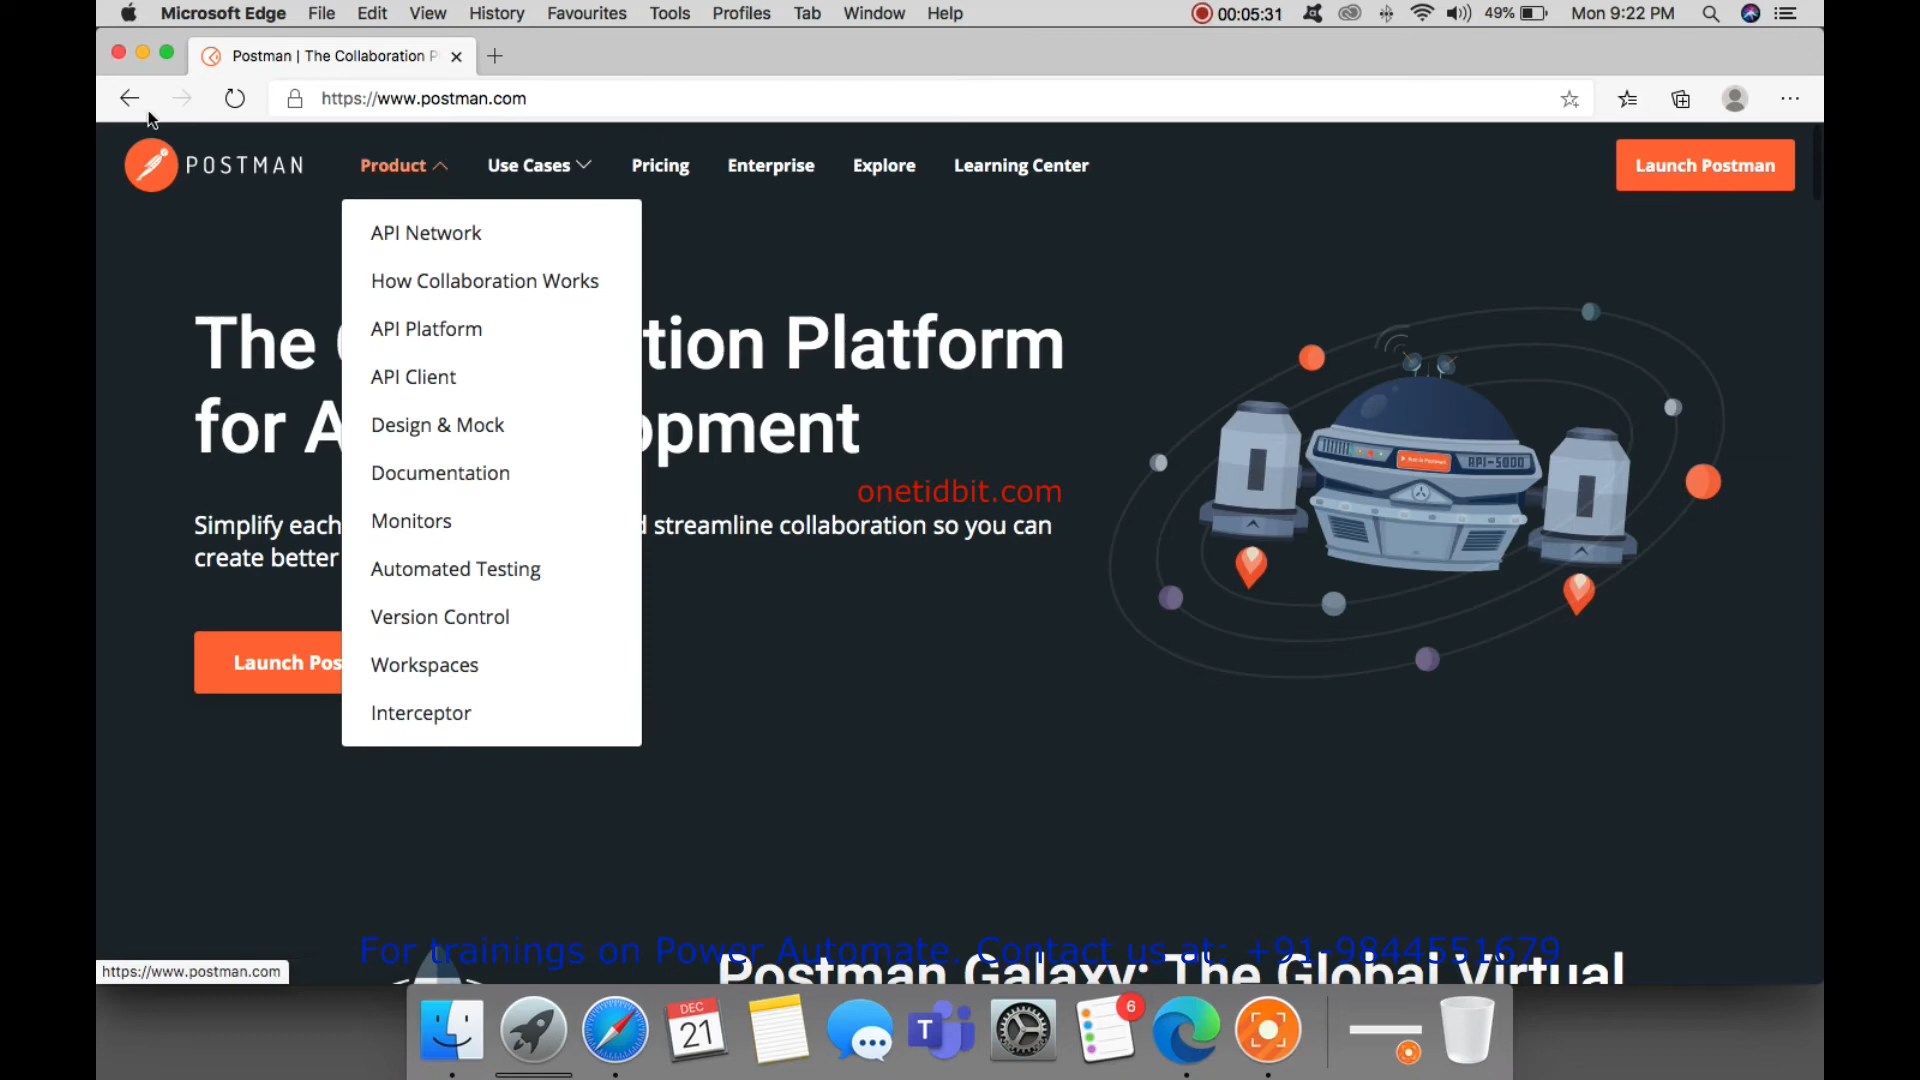 Microsoft Edge File Edit View History Favourites Tools Profiles Tab Window Help 00:05:31 49% Mon 9:22 PM
Postman | The Collaboration P
https://www.postman.com
POSTMAN Product Use Cases Pricing Enterprise Explore Learning Center Launch Postman
API Network
How Collaboration Works
API Platform
API Client
Design & Mock
Documentation
Monitors
Automated Testing
Version Control
Workspaces
Interceptor
The C tion Platform
for A opment
onetidbit.com
Simplify each d streamline collaboration so you can
create better
Launch Pos
API-5000
For trainings on Power Automate. Contact us at: +91-9844551679
Postman Galaxy: The Global Virtual
https://www.postman.com
DEC
21
T
6